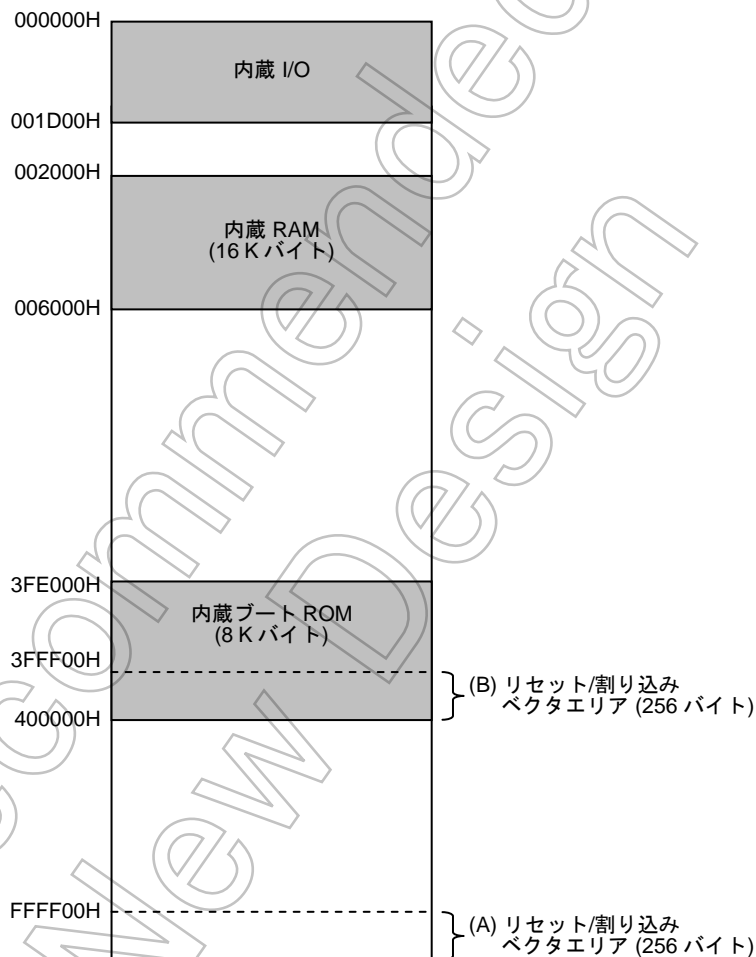 000000H
内蔵 I/O
001D00H
002000H
内蔵 RAM
(16 K バイト)
006000H
3FE000H
内蔵ブート ROM
(8 K バイト)
3FFF00H
(B) リセット/割り込み
ベクタエリア (256 バイト)
400000H
FFFF00H
(A) リセット/割り込み
ベクタエリア (256 バイト)
ecommended
New Design